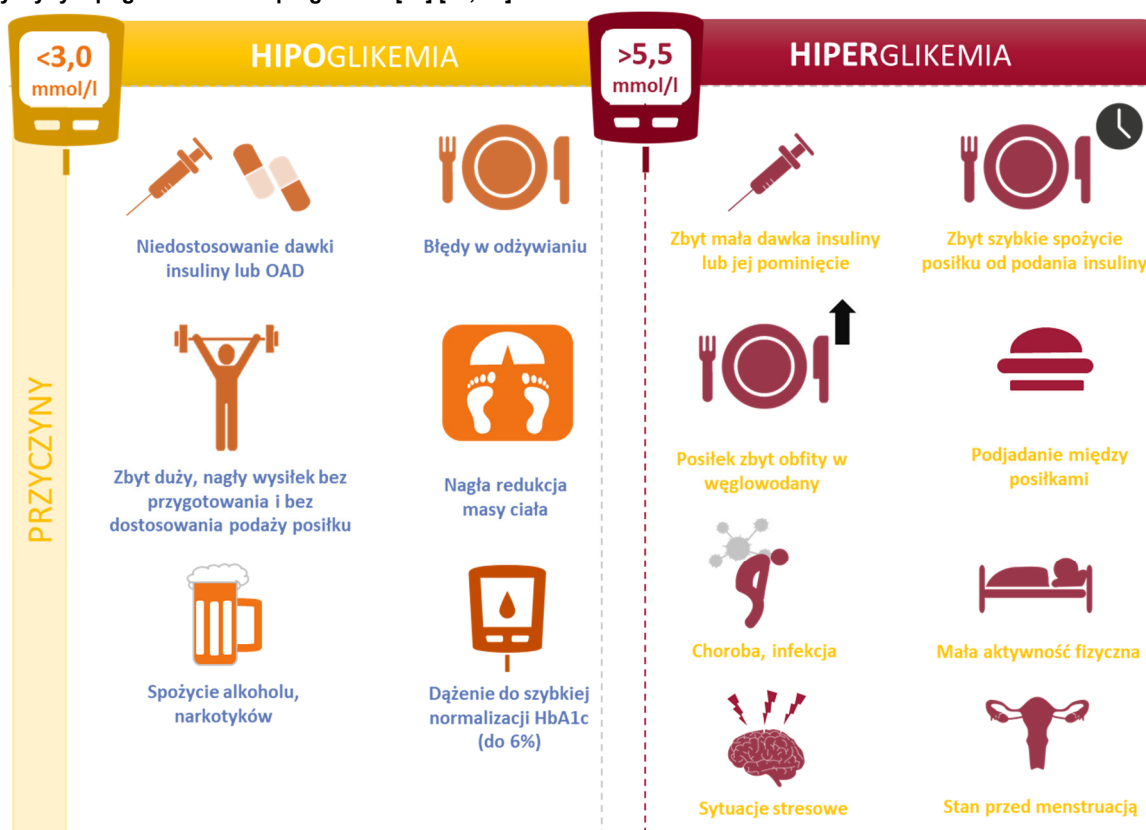 <3,0
mmol/l
HIPOGLIKEMIA
>5,5
mmol/l
HIPERGLIKEMIA
PRZYCZYNY
Niedostosowanie dawki
insuliny lub OAD
Błędy w odżywianiu
Zbyt duży, nagły wysiłek bez
przygotowania i bez
dostosowania podaży posiłku
Nagła redukcja
masy ciała
Spożycie alkoholu,
narkotyków
Dążenie do szybkiej
normalizacji HbA1c
(do 6%)
Zbyt mała dawka insuliny
lub jej pominięcie
Zbyt szybkie spożycie
posiłku od podania insuliny
Posiłek zbyt obfity w
węglowodany
Podjadanie między
posiłkami
Choroba, infekcja
Mała aktywność fizyczna
Sytuacje stresowe
Stan przed menstruacją